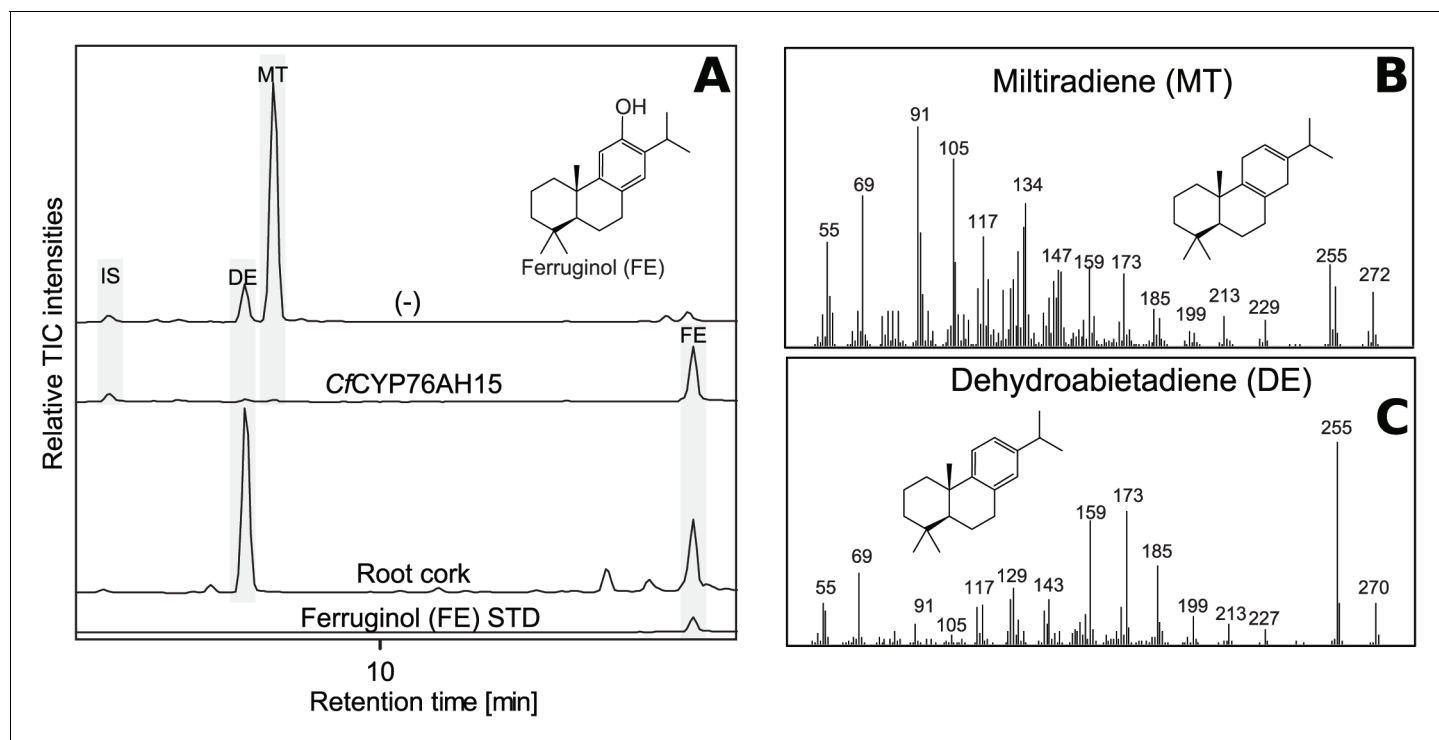 A
MT
OH
IS
DE
Ferruginol (FE)
(-)
FE
CfCYP76AH15
Root cork
Ferruginol (FE) STD
10
Retention time [min]
Relative TIC intensities
B
Miltiradiene (MT)
91
105
69
134
55
117
147
159
173
255
272
185
199
213
229
Dehydroabietadiene (DE)
C
255
173
159
69
185
55
117
129
143
91
105
199
213
227
270